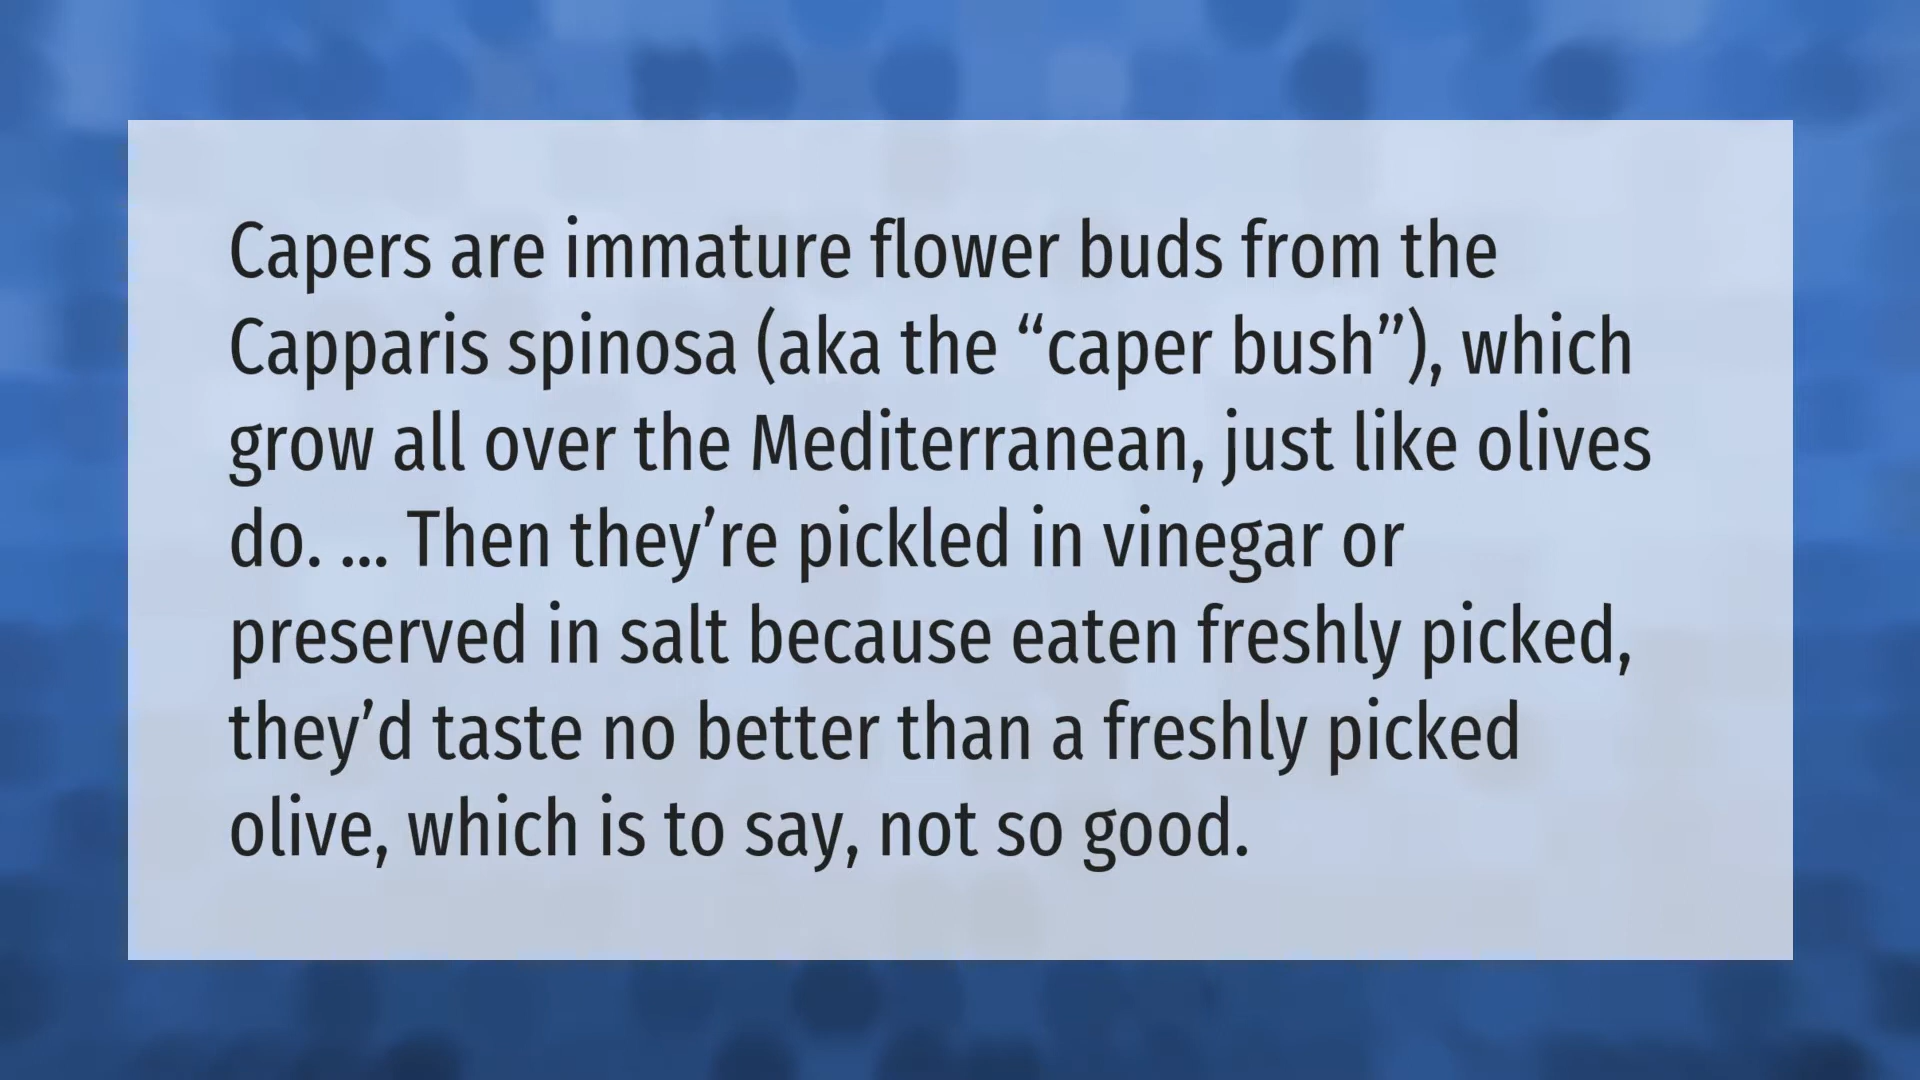 Capers are immature flower buds from the
Capparis spinosa (aka the “caper bush”), which
grow all over the Mediterranean, just like olives
do. ... Then they’re pickled in vinegar or
preserved in salt because eaten freshly picked,
they’d taste no better than a freshly picked
olive, which is to say, not so good.